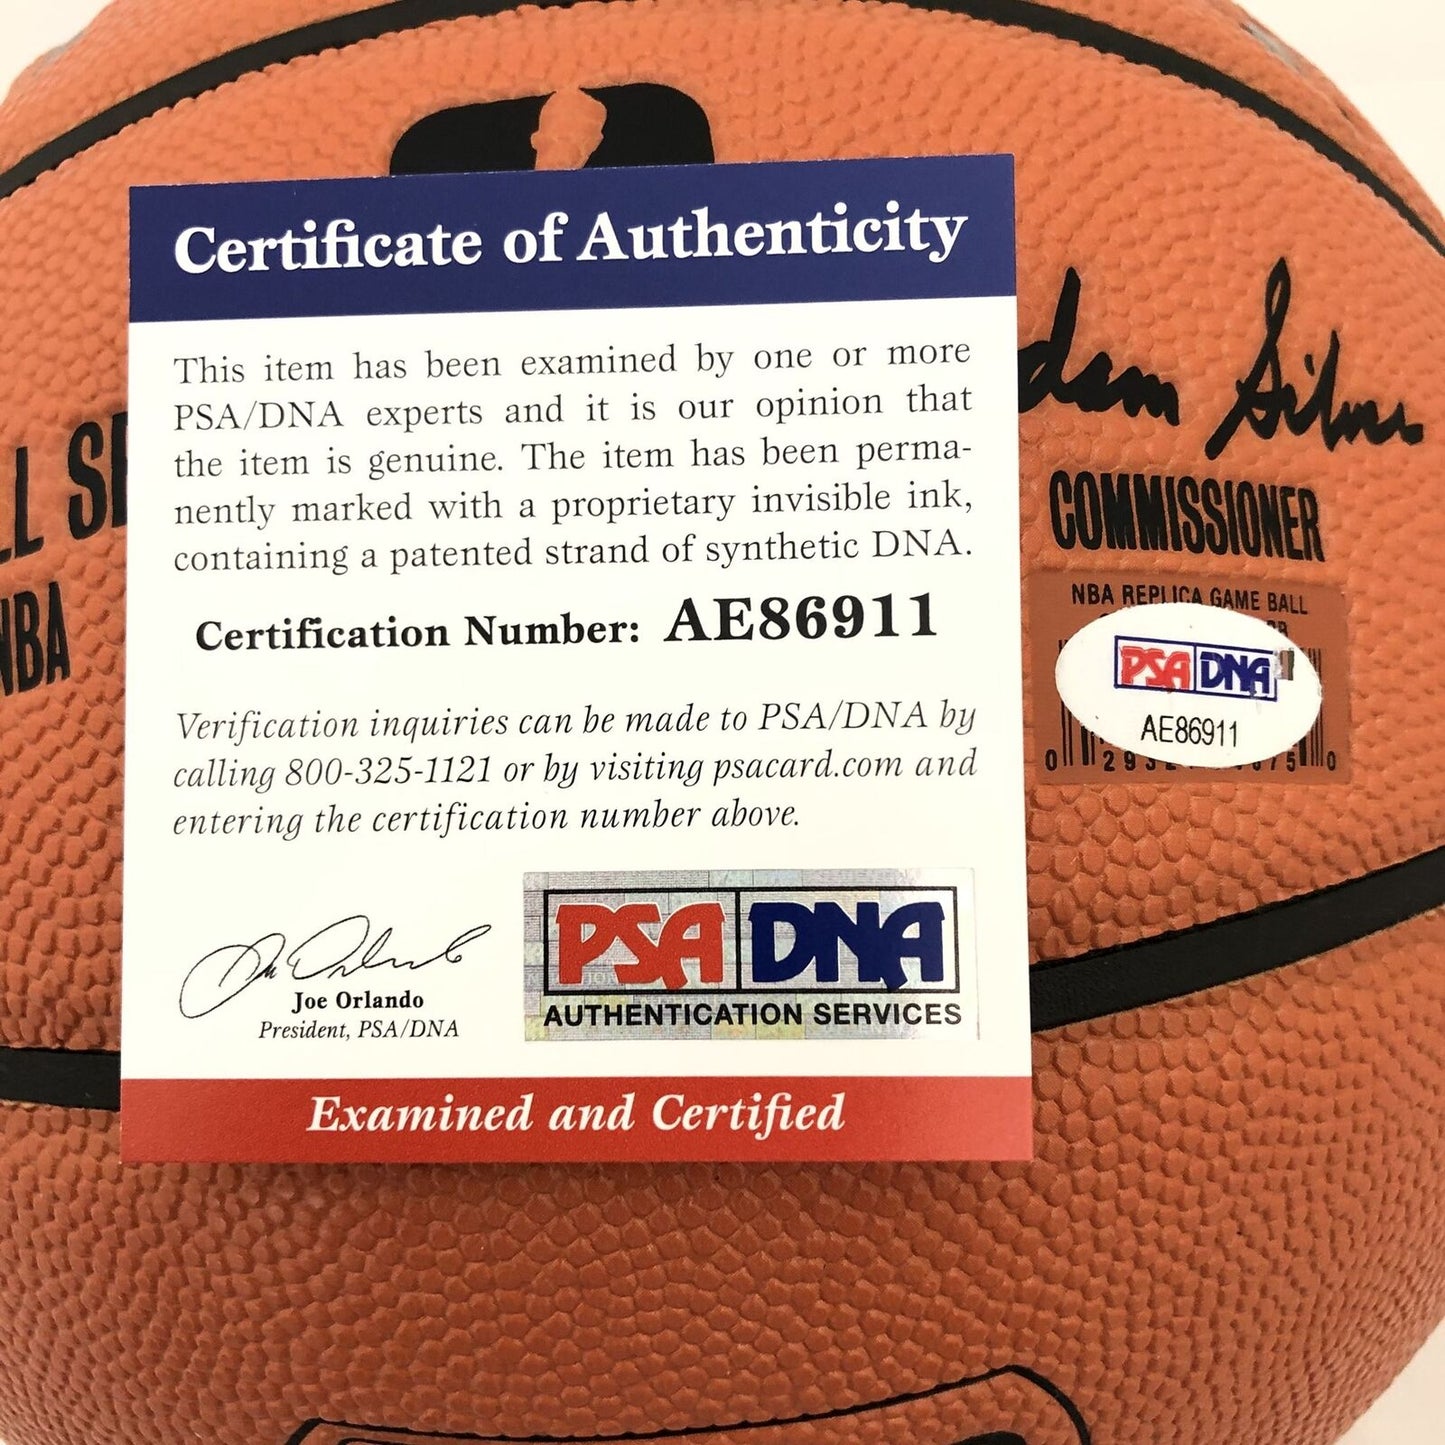 Certificate of Authenticity
This item has been examined by one or more
PSA/DNA experts and it is our opinion that
the item is genuine. The item has been perma-
nently marked with a proprietary invisible ink,
containing a patented strand of synthetic DNA.
Certification Number: AE86911
Verification inquiries can be made to PSA/DNA by
calling 800-325-1121 or by visiting psacard.com and
entering the certification number above.
Joe Orlando
President, PSA/DNA
PSA DNA
AUTHENTICATION SERVICES
Examined and Certified
NBA
Silver
COMMISSIONER
NBA REPLICA GAME BALL
PSA DNA
AE86911